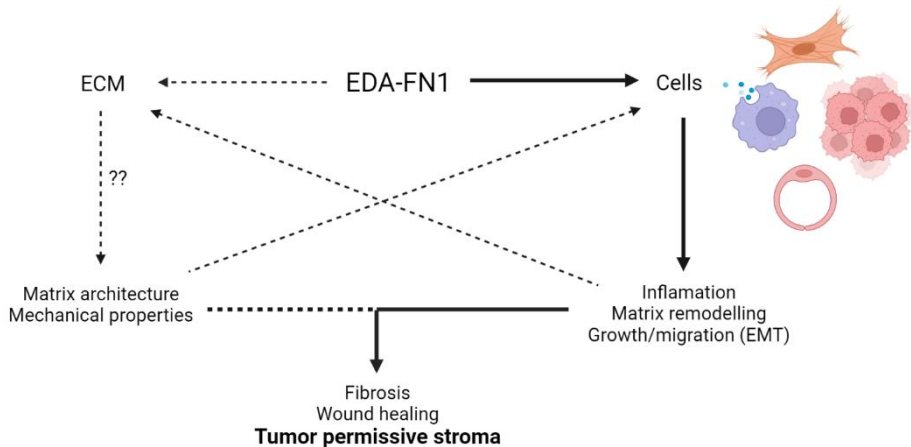 ECM
EDA-FN1
Cells
??
Matrix architecture
Mechanical properties
Inflamation
Matrix remodelling
Growth/migration (EMT)
Fibrosis
Wound healing
Tumor permissive stroma